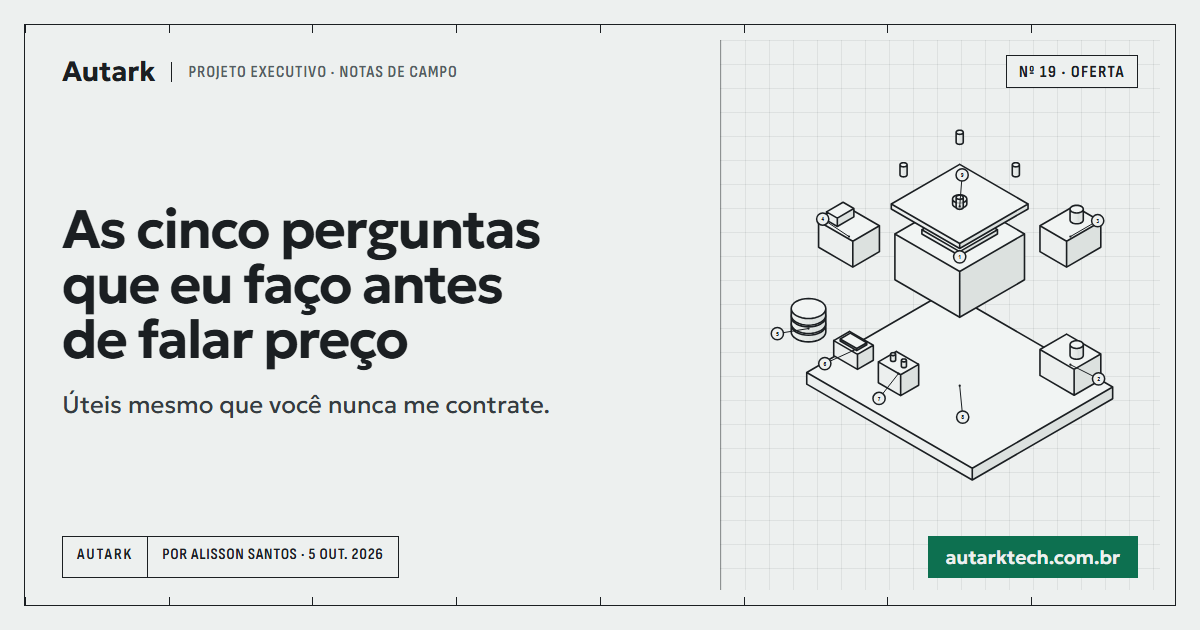 Autark
PROJETO EXECUTIVO · NOTAS DE CAMPO
Nº 19 · OFERTA
As cinco perguntas
que eu faço antes
de falar preço
Úteis mesmo que você nunca me contrate.
AUTARK
POR ALISSON SANTOS · 5 OUT. 2026
autarktech.com.br